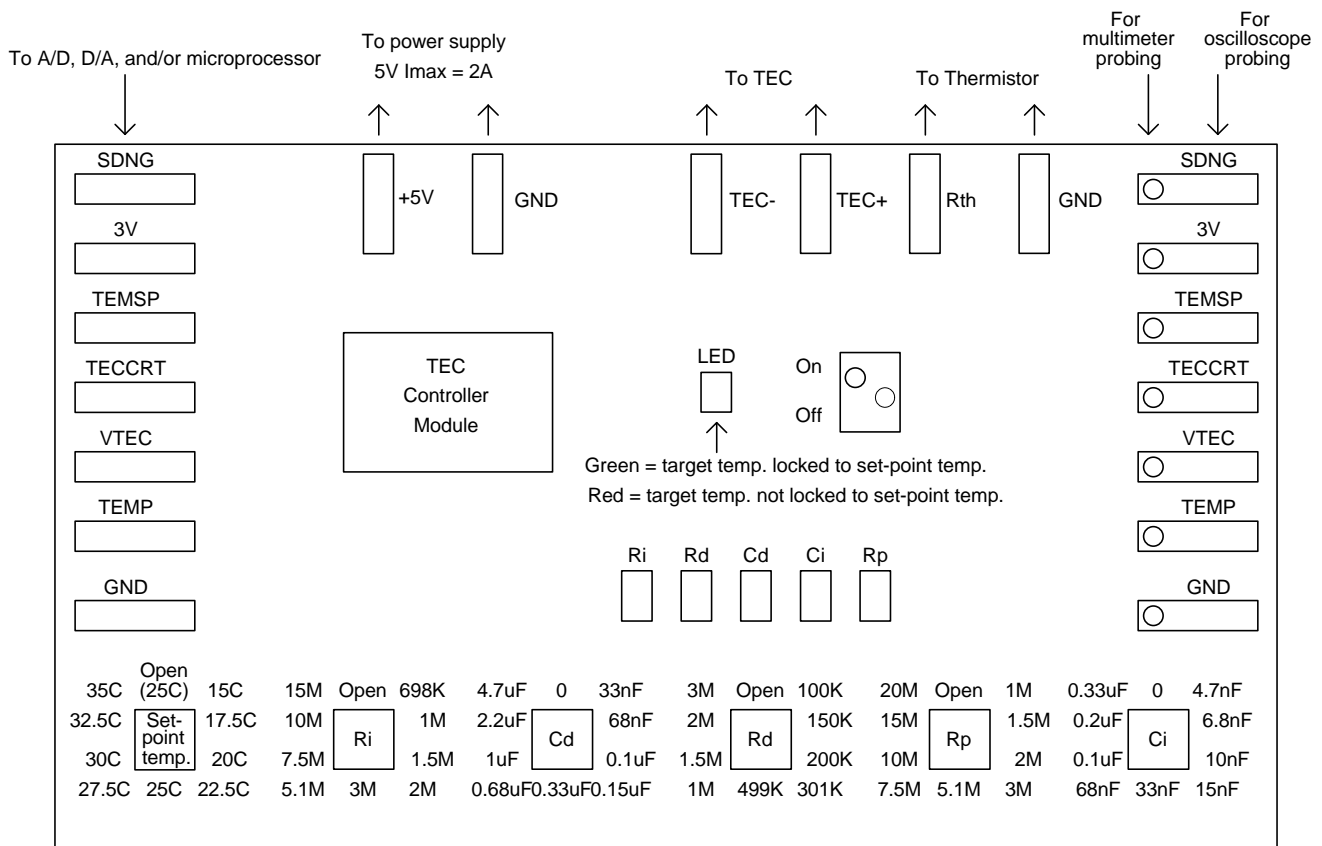 To A/D, D/A, and/or microprocessor
To power supply
5V Imax = 2A
To TEC
To Thermistor
For
multimeter
probing
For
oscilloscope
probing
SDNG
3V
TEMSP
TECCRT
VTEC
TEMP
GND
+5V
GND
TEC-
TEC+
Rth
GND
SDNG
3V
TEMSP
TECCRT
VTEC
TEMP
GND
TEC
Controller
Module
LED
On
Off
Green = target temp. locked to set-point temp.
Red = target temp. not locked to set-point temp.
Ri Rd Cd Ci Rp
Open
35C (25C) 15C 15M Open 698K 4.7uF 0 33nF 3M Open 100K 20M Open 1M 0.33uF 0 4.7nF
32.5C Set- 17.5C 10M 1M 2.2uF 68nF 2M 150K 15M 1.5M 0.2uF 6.8nF
point Ri Cd Rd Rp Ci
30C temp. 20C 7.5M 1.5M 1uF 0.1uF 1.5M 200K 10M 2M 0.1uF 10nF
27.5C 25C 22.5C 5.1M 3M 2M 0.68uF 0.33uF 0.15uF 1M 499K 301K 7.5M 5.1M 3M 68nF 33nF 15nF